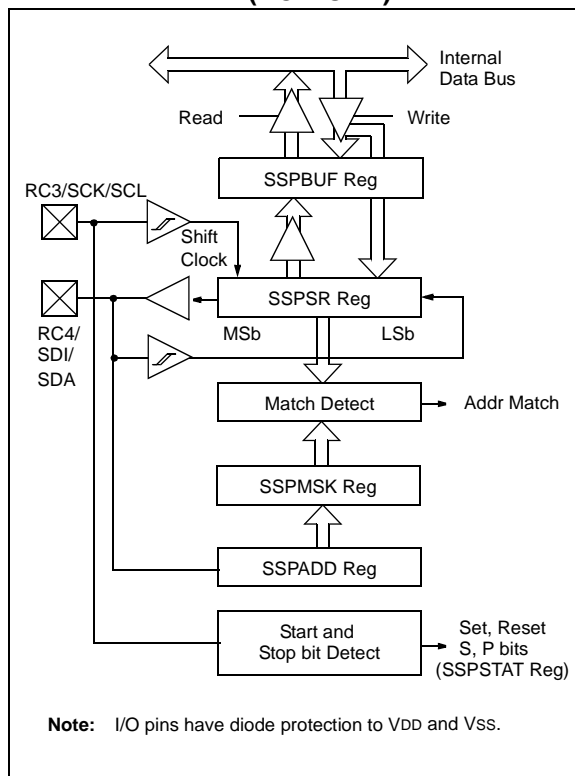 Internal
Data Bus
Read
Write
SSPBUF Reg
RC3/SCK/SCL
Shift
Clock
SSPSR Reg
MSb
LSb
RC4/
SDI/
SDA
Match Detect
Addr Match
SSPMSK Reg
SSPADD Reg
Start and
Stop bit Detect
Set, Reset
S, P bits
(SSPSTAT Reg)
Note: I/O pins have diode protection to VDD and VSS.